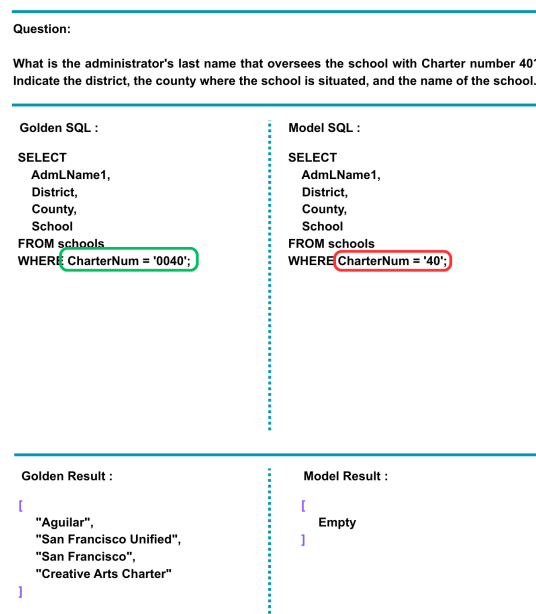 Question:
What is the administrator's last name that oversees the school with Charter number 40?
Indicate the district, the county where the school is situated, and the name of the school.
Golden SQL :
SELECT
AdmLName1,
District,
County,
School
FROM schools
WHERE CharterNum = '0040';
Model SQL :
SELECT
AdmLName1,
District,
County,
School
FROM schools
WHERE CharterNum = '40';
Golden Result :
[
"Aguilar",
"San Francisco Unified",
"San Francisco",
"Creative Arts Charter"
]
Model Result :
[
Empty
]